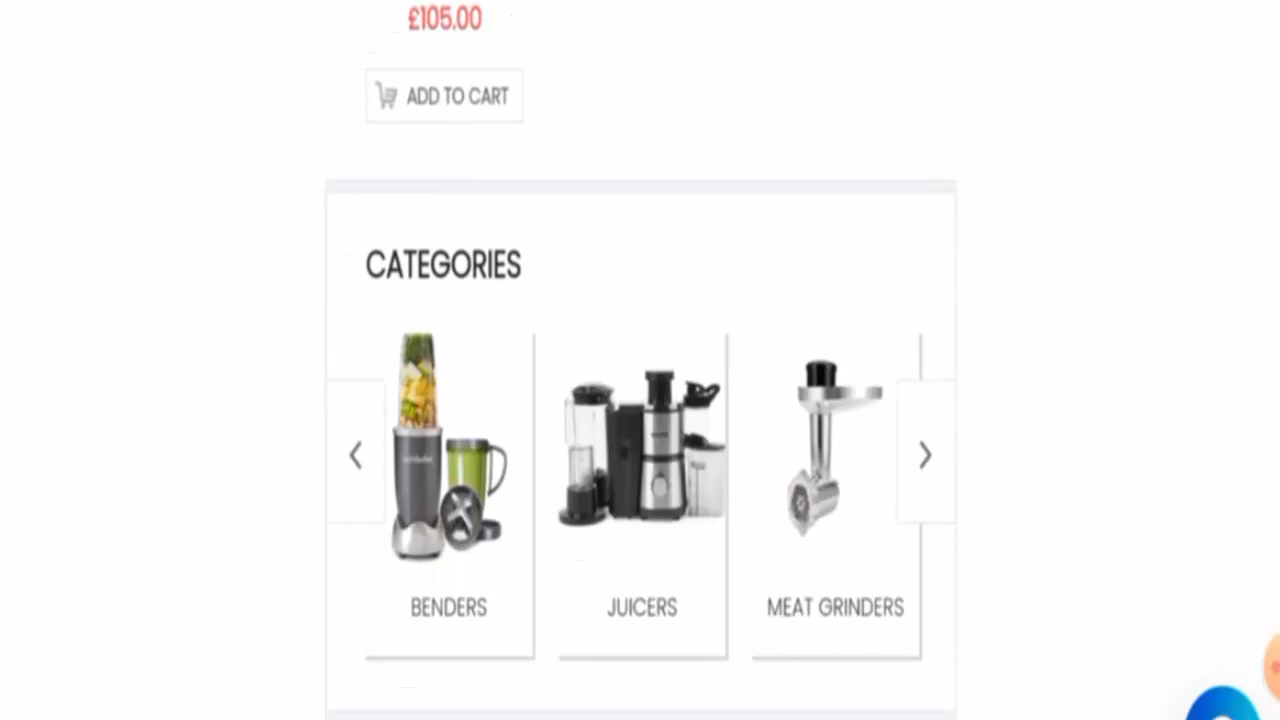 £105.00
ADD TO CART
CATEGORIES
BENDERS
JUICERS
MEAT GRINDERS